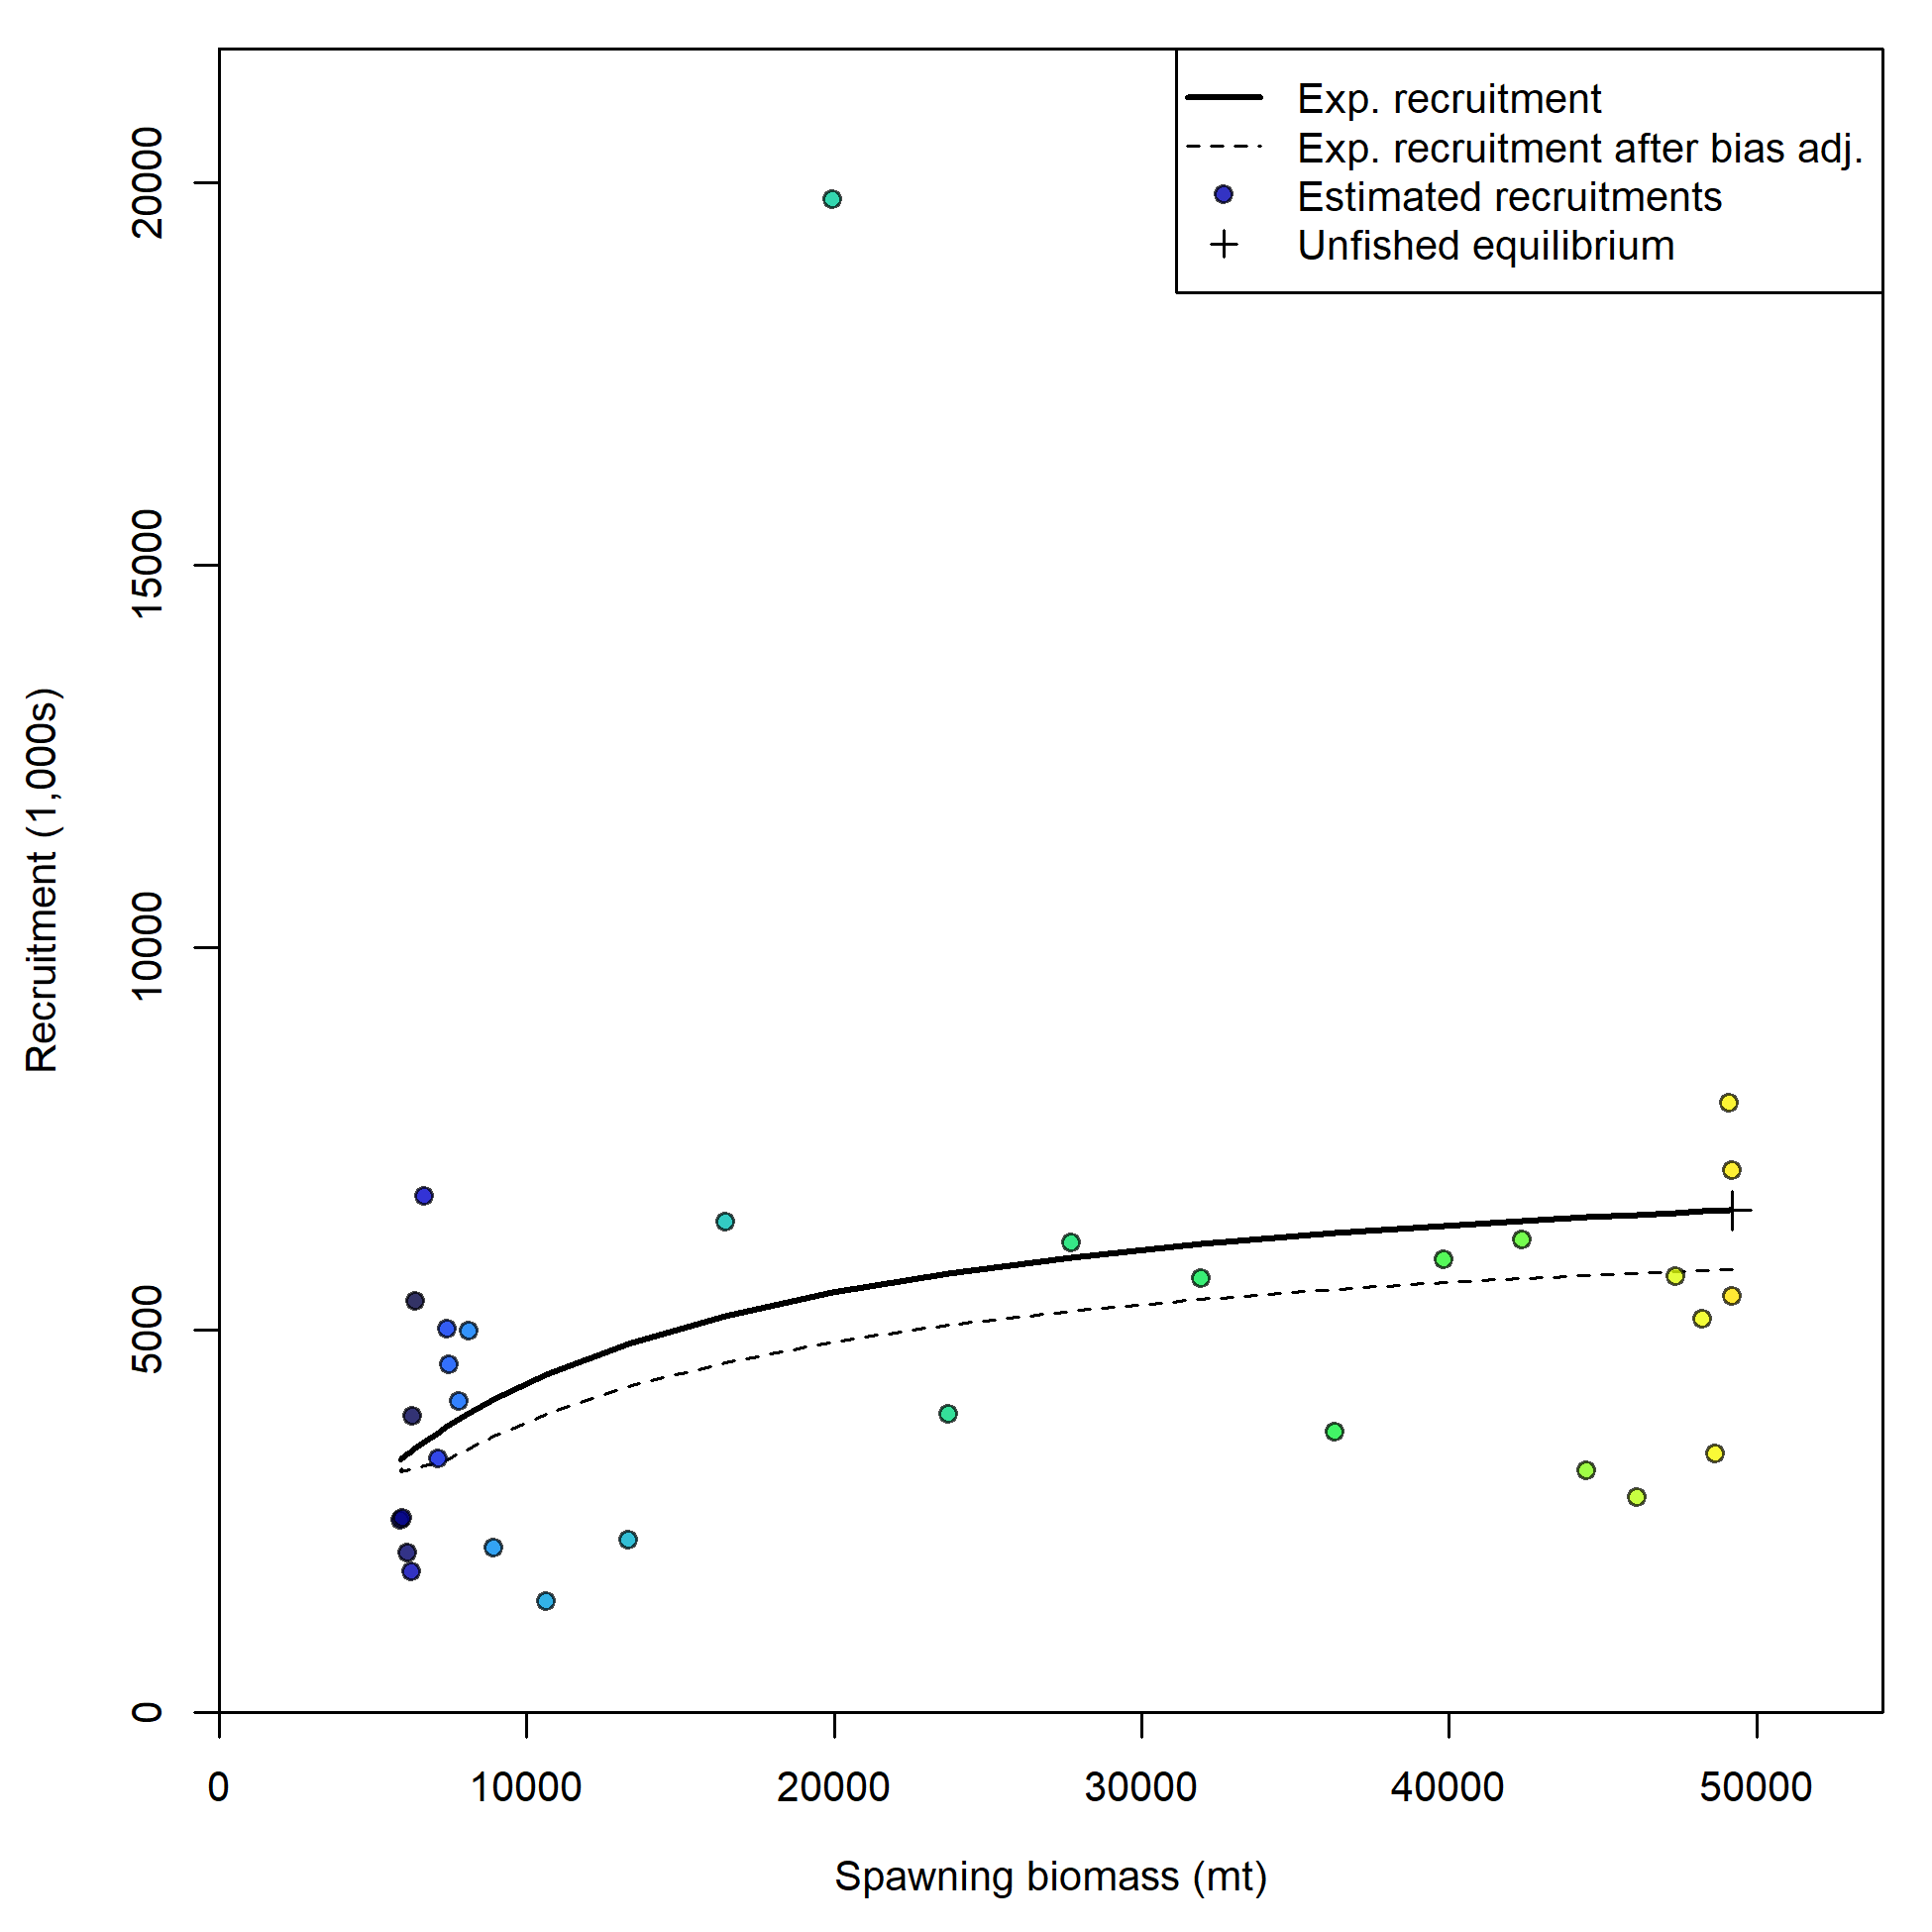 Exp. recruitment
Exp. recruitment after bias adj.
Estimated recruitments
Unfished equilibrium
Recruitment (1,000s)
20000
15000
10000
5000
0
0 10000 20000 30000 40000 50000
Spawning biomass (mt)